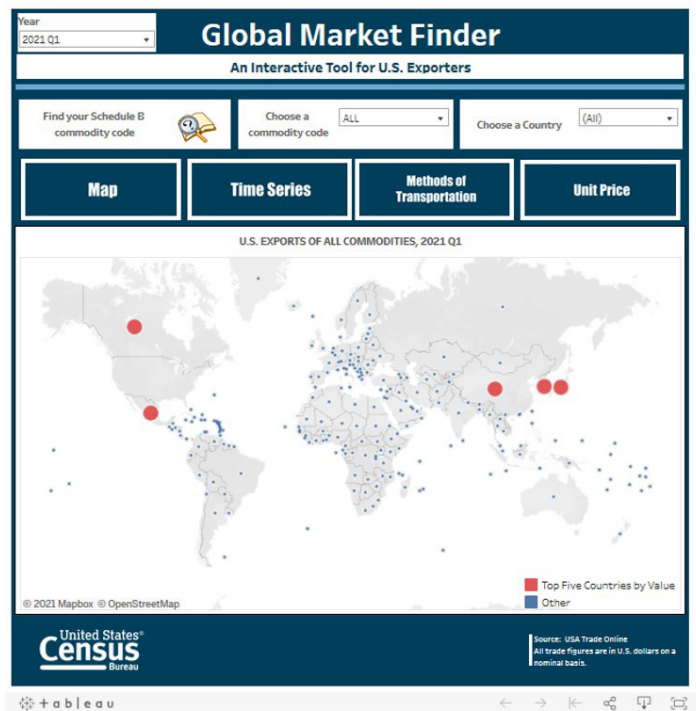 Year
2021 Q1
Global Market Finder
An Interactive Tool for U.S. Exporters
Find your Schedule B
commodity code
Choose a
commodity code
ALL
Choose a Country
(All)
Map
Time Series
Methods of
Transportation
Unit Price
U.S. EXPORTS OF ALL COMMODITIES, 2021 Q1
Top Five Countries by Value
Other
© 2021 Mapbox © OpenStreetMap
United States®
Census
Bureau
Source: USA Trade Online
All trade figures are in U.S. dollars on a
nominal basis.
+ a b | e a u